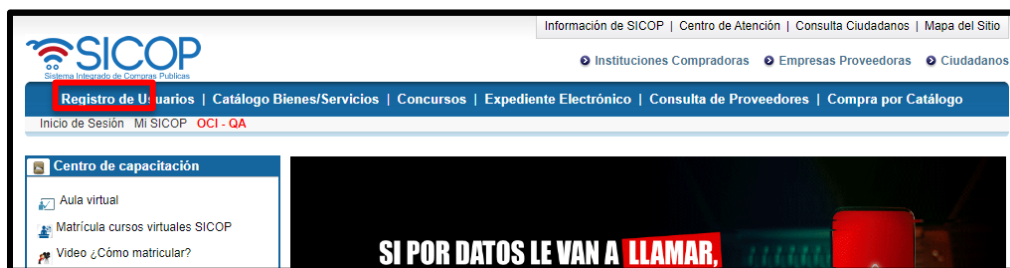 Información de SICOP | Centro de Atención | Consulta Ciudadanos | Mapa del Sitio
SICOP
Sistema Integrado de Compras Públicas
Instituciones Compradoras Empresas Proveedoras Ciudadanos
Registro de Usuarios | Catálogo Bienes/Servicios | Concursos | Expediente Electrónico | Consulta de Proveedores | Compra por Catálogo
Inicio de Sesión Mi SICOP OCI - QA
Centro de capacitación
Aula virtual
Matrícula cursos virtuales SICOP
Video ¿Cómo matricular?
SI POR DATOS LE VAN A LLAMAR,